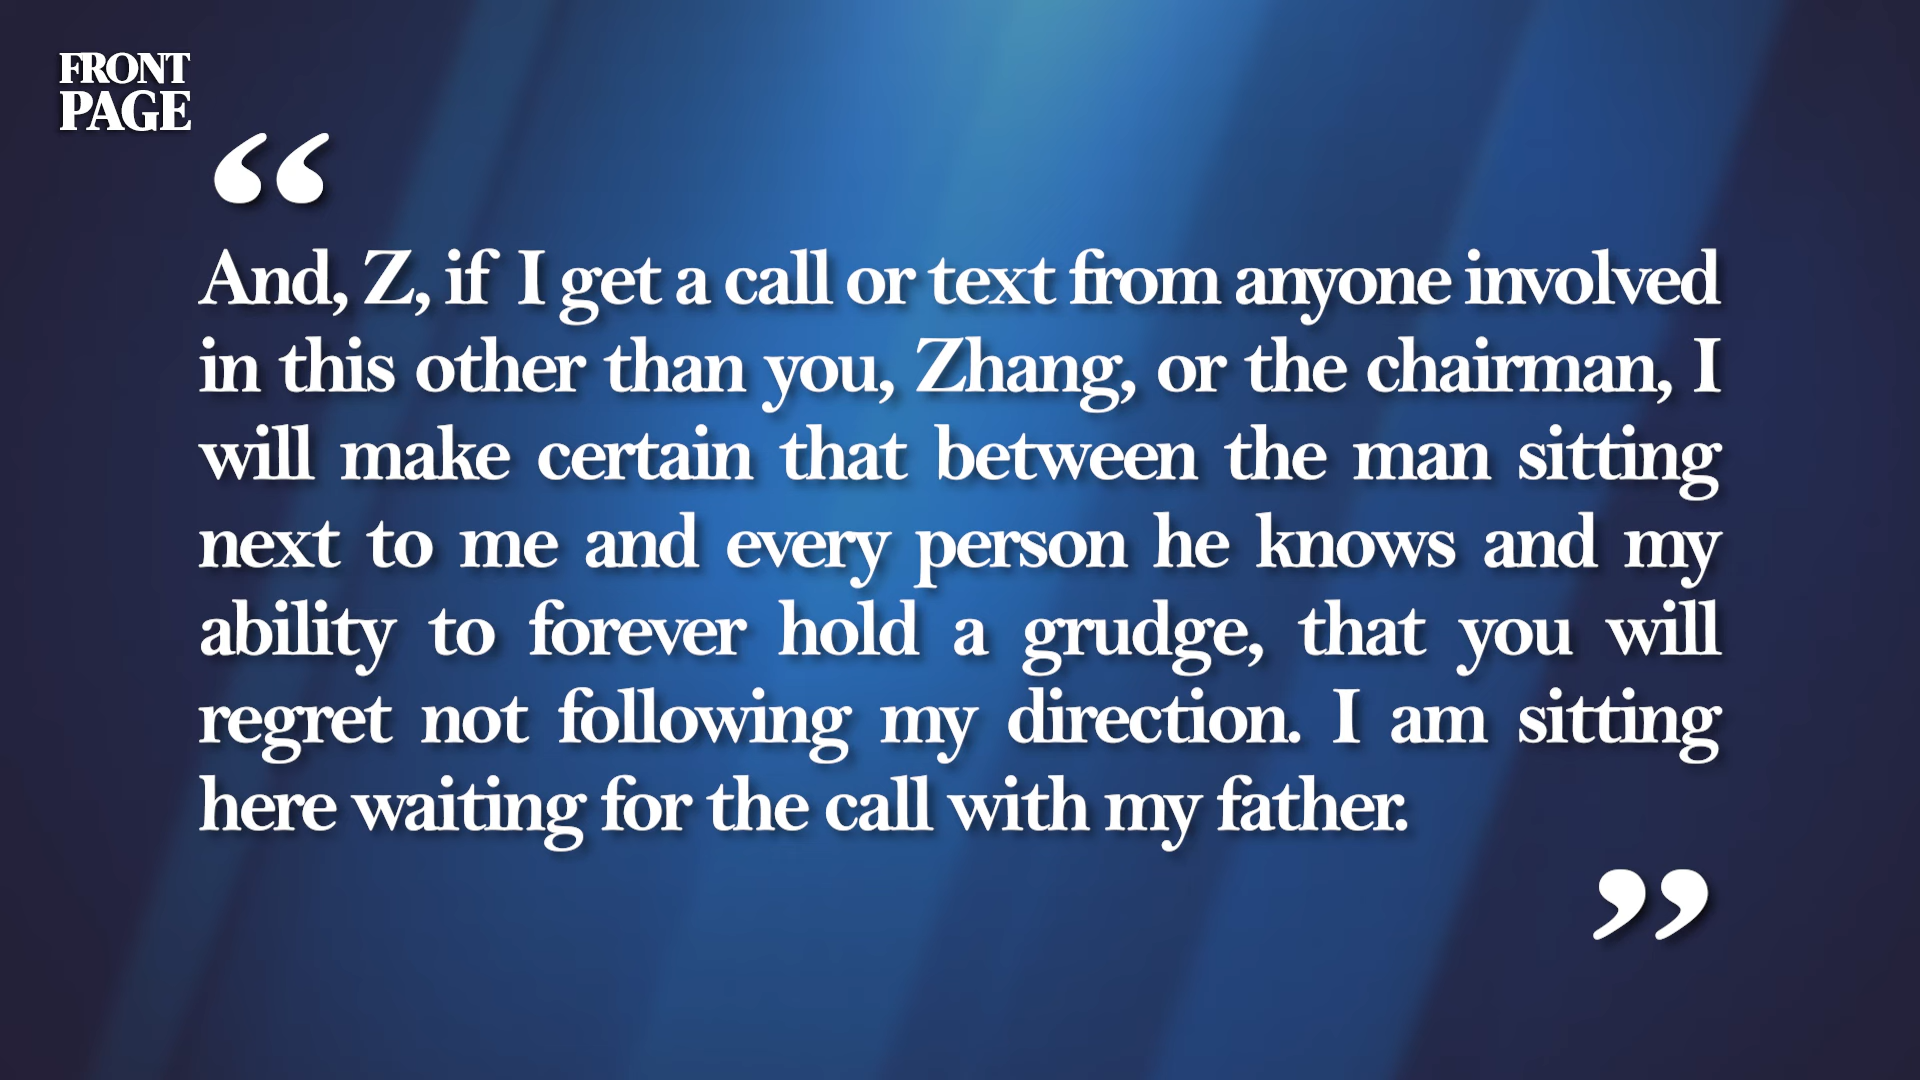 FRONT
PAGE
“
And, Z, if I get a call or text from anyone involved
in this other than you, Zhang, or the chairman, I
will make certain that between the man sitting
next to me and every person he knows and my
ability to forever hold a grudge, that you will
regret not following my direction. I am sitting
here waiting for the call with my father.
”